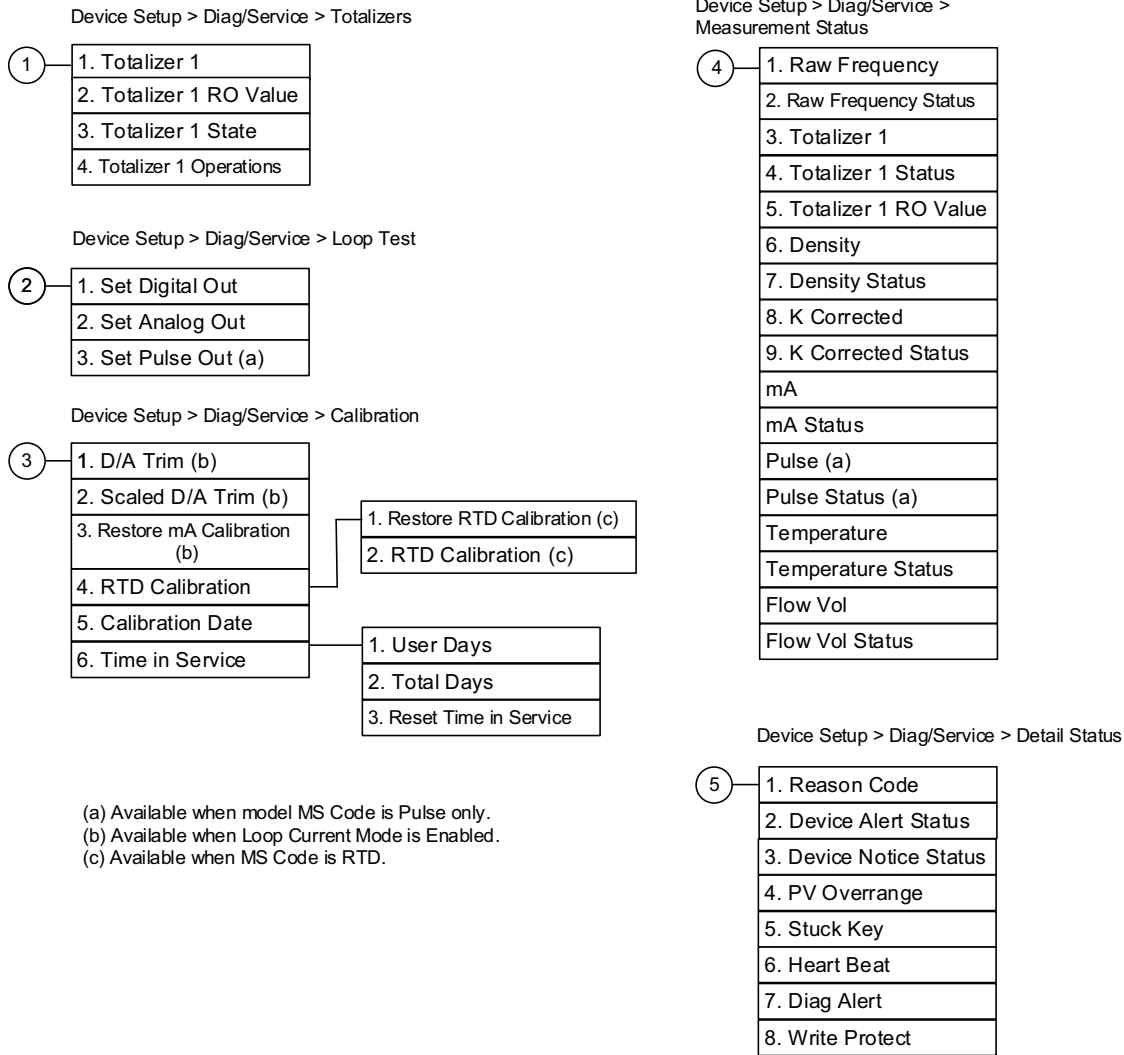 Device Setup > Diag/Service > Totalizers
1
1. Totalizer 1
2. Totalizer 1 RO Value
3. Totalizer 1 State
4. Totalizer 1 Operations
Device Setup > Diag/Service > Loop Test
2
1. Set Digital Out
2. Set Analog Out
3. Set Pulse Out (a)
Device Setup > Diag/Service > Calibration
3
1. D/A Trim (b)
2. Scaled D/A Trim (b)
3. Restore mA Calibration
(b)
4. RTD Calibration
5. Calibration Date
6. Time in Service
1. Restore RTD Calibration (c)
2. RTD Calibration (c)
1. User Days
2. Total Days
3. Reset Time in Service
(a) Available when model MS Code is Pulse only.
(b) Available when Loop Current Mode is Enabled.
(c) Available when MS Code is RTD.
Device Setup > Diag/Service >
Measurement Status
4
1. Raw Frequency
2. Raw Frequency Status
3. Totalizer 1
4. Totalizer 1 Status
5. Totalizer 1 RO Value
6. Density
7. Density Status
8. K Corrected
9. K Corrected Status
mA
mA Status
Pulse (a)
Pulse Status (a)
Temperature
Temperature Status
Flow Vol
Flow Vol Status
Device Setup > Diag/Service > Detail Status
5
1. Reason Code
2. Device Alert Status
3. Device Notice Status
4. PV Overrange
5. Stuck Key
6. Heart Beat
7. Diag Alert
8. Write Protect